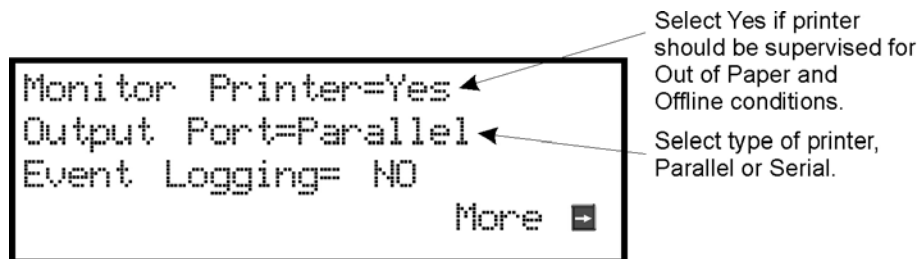 Select Yes if printer
should be supervised for
Out of Paper and
Offline conditions.
Monitor Printer=Yes
Output Port=Parallel
Select type of printer,
Parallel or Serial.
Event Logging= NO
More